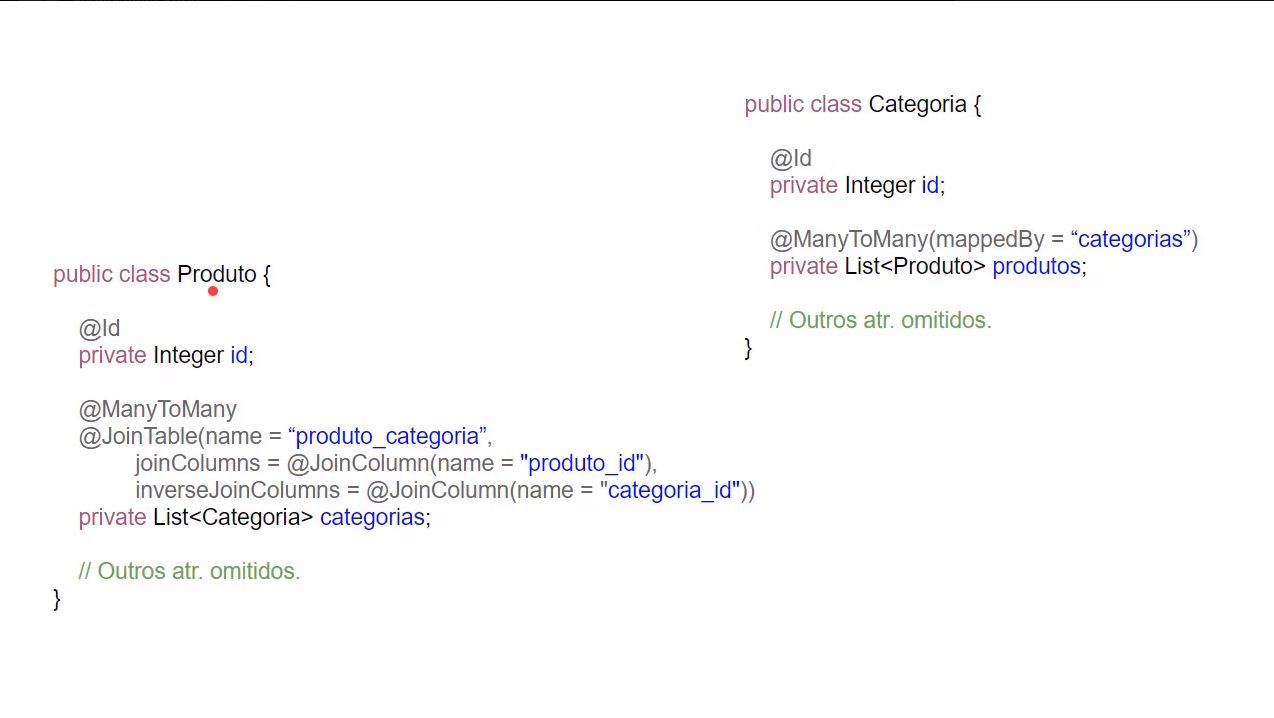 public class Produto {
@Id
private Integer id;
@ManyToMany
@JoinTable(name = “produto_categoria”,
joinColumns = @JoinColumn(name = "produto_id"),
inverseJoinColumns = @JoinColumn(name = "categoria_id"))
private List<Categoria> categorias;
// Outros atr. omitidos.
}
public class Categoria {
@Id
private Integer id;
@ManyToMany(mappedBy = “categorias”)
private List<Produto> produtos;
// Outros atr. omitidos.
}